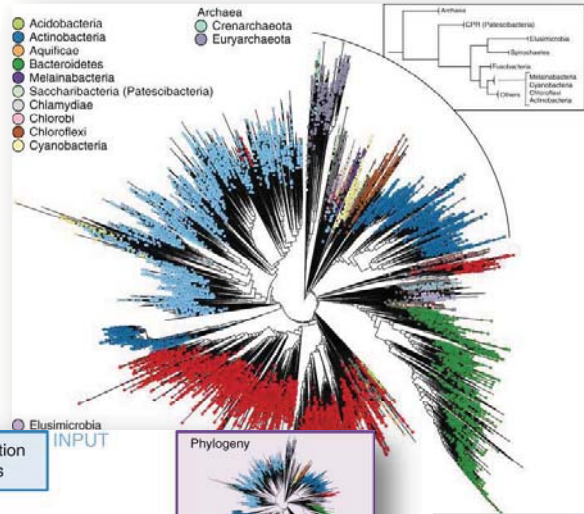 Acidobacteria
Actinobacteria
Aquificae
Bacteroidetes
Melainabacteria
Saccharibacteria (Patescibacteria)
Chlamydiae
Chlorobi
Chloroflexi
Cyanobacteria
Archaea
Crenarchaeota
Euryarchaeota
Archaea
CPR (Patescibacteria)
Elusimicrobia
Spirochaetes
Fusobacteria
Melainabacteria
Cyanobacteria
Chloroflexi
Actinobacteria
Others
Elusimicrobia
INPUT
tion
s
Phylogeny